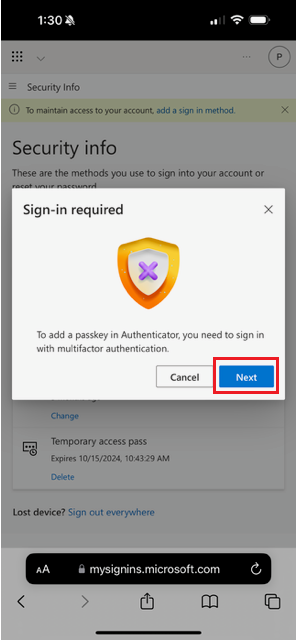 1:30
P
Security Info
To maintain access to your account, add a sign in method.
Security info
These are the methods you use to sign into your account or
reset your password.
Sign-in required
To add a passkey in Authenticator, you need to sign in
with multifactor authentication.
Cancel
Next
Change
Temporary access pass
Expires 10/15/2024, 10:43:29 AM
Delete
Lost device? Sign out everywhere
AA
mysignins.microsoft.com